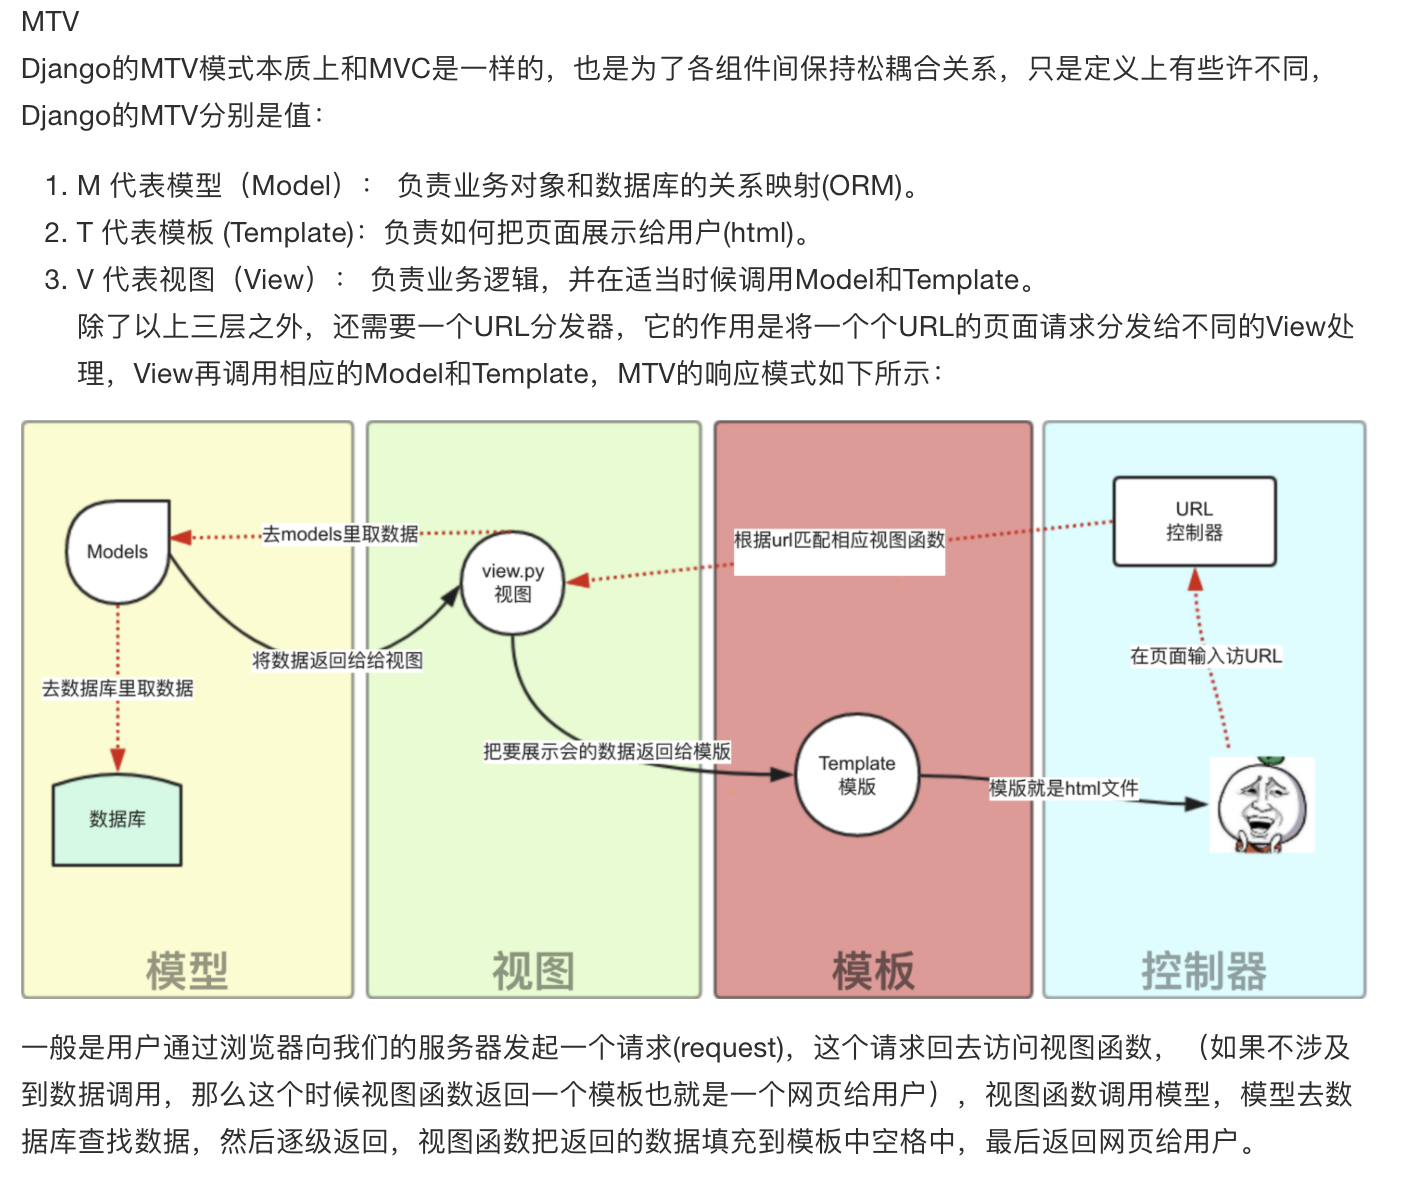 MTV
Django的MTV模式本质上和MVC是一样的，也是为了各组件间保持松耦合关系，只是定义上有些许不同，
Django的MTV分别是值：
1. M 代表模型（Model）： 负责业务对象和数据库的关系映射(ORM)。
2. T 代表模板 (Template)：负责如何把页面展示给用户(html)。
3. V 代表视图（View）： 负责业务逻辑，并在适当时候调用Model和Template。
除了以上三层之外，还需要一个URL分发器，它的作用是将一个个URL的页面请求分发给不同的View处
理，View再调用相应的Model和Template，MTV的响应模式如下所示：
Models
去models里取数据
view.py
视图
根据url匹配相应视图函数
URL
控制器
将数据返回给给视图
在页面输入访URL
去数据库里取数据
把要展示会的数据返回给模版
Template
模版
模版就是html文件
数据库
模型
视图
模板
控制器
一般是用户通过浏览器向我们的服务器发起一个请求(request)，这个请求回去访问视图函数，（如果不涉及
到数据调用，那么这个时候视图函数返回一个模板也就是一个网页给用户），视图函数调用模型，模型去数
据库查找数据，然后逐级返回，视图函数把返回的数据填充到模板中空格中，最后返回网页给用户。